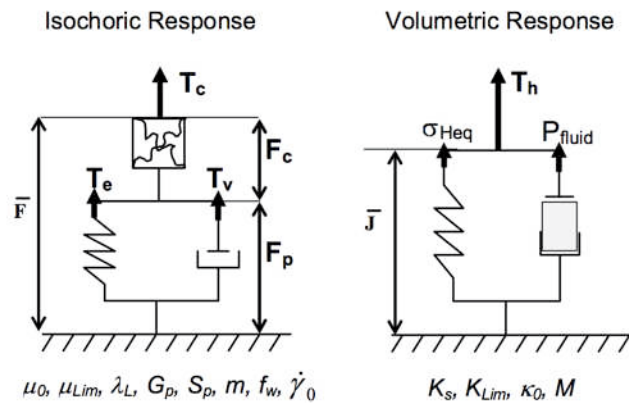 Isochoric Response
Volumetric Response
T_c
T_h
σ_Heq
P_fluid
F_c
T_e
T_v
F̄
J̄
F_p
μ_0, μ_Lim, λ_L, G_p, S_p, m, f_w, γ̇_0
K_s, K_Lim, κ_0, M